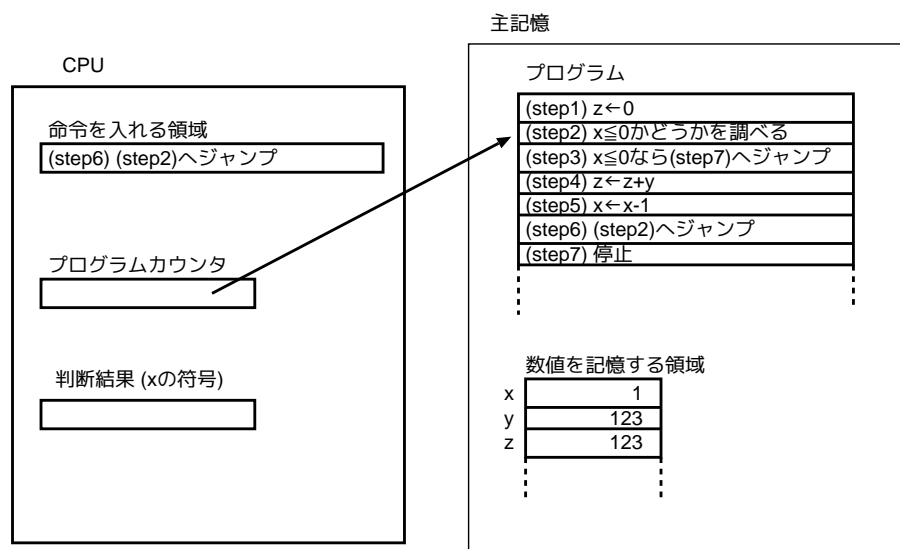 主記憶
CPU
命令を入れる領域
(step6) (step2)へジャンプ
プログラムカウンタ
判断結果 (xの符号)
プログラム
(step1) z←0
(step2) x≦0かどうかを調べる
(step3) x≦0なら(step7)へジャンプ
(step4) z←z+y
(step5) x←x-1
(step6) (step2)へジャンプ
(step7) 停止
数値を記憶する領域
x 1
y 123
z 123